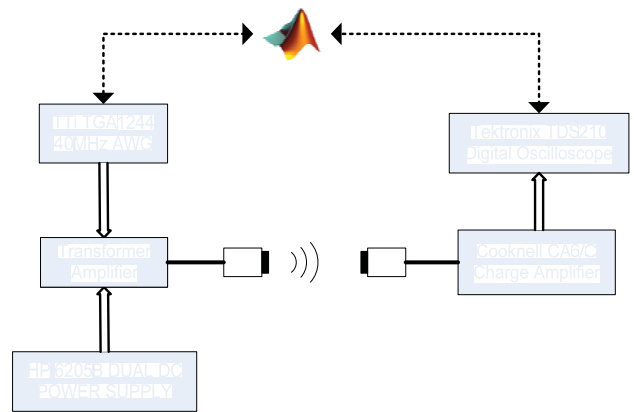 TTi TGA1244
40MHz AWG
Tektronix TDS210
Digital Oscilloscope
Transformer
Amplifier
Cooknell CA6/C
Charge Amplifier
HP 6205B DUAL DC
POWER SUPPLY